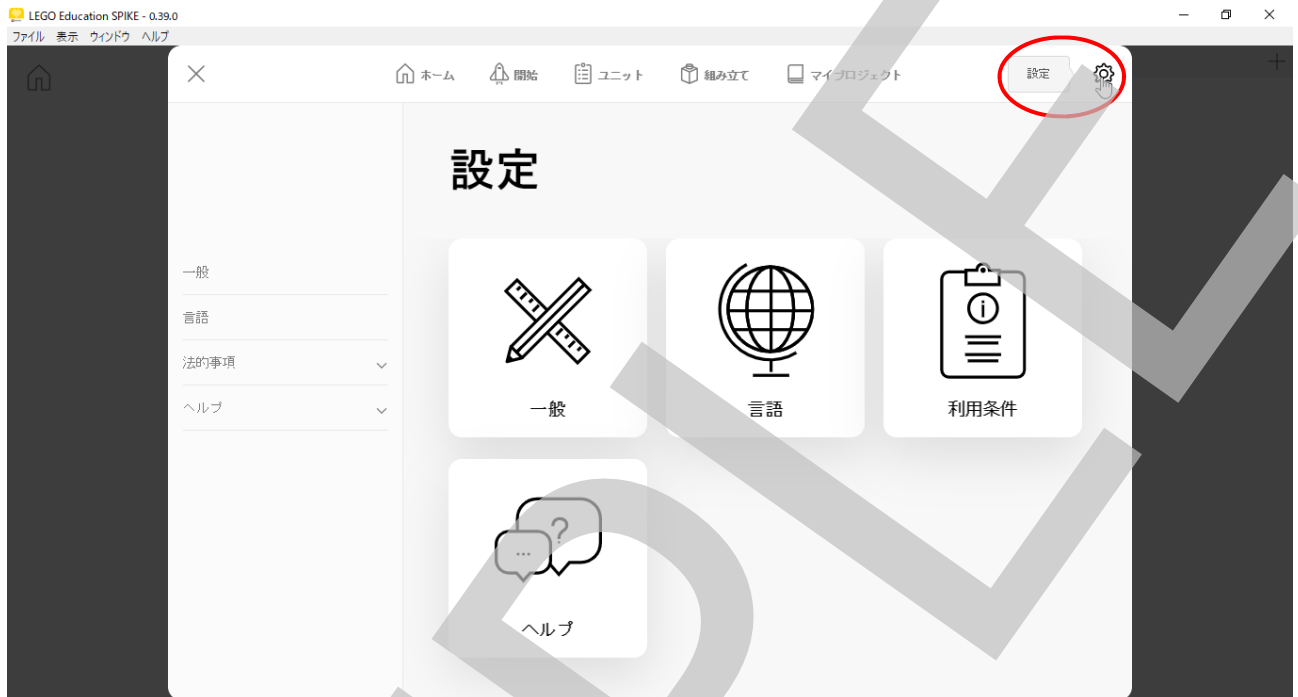 LEGO Education SPIKE - 0.39.0
ファイル 表示 ウィンドウ ヘルプ
ホーム 開始 ユニット 組み立て マイプロジェクト 設定
設定
一般
言語
法的事項
ヘルプ
一般 言語 利用条件
ヘルプ